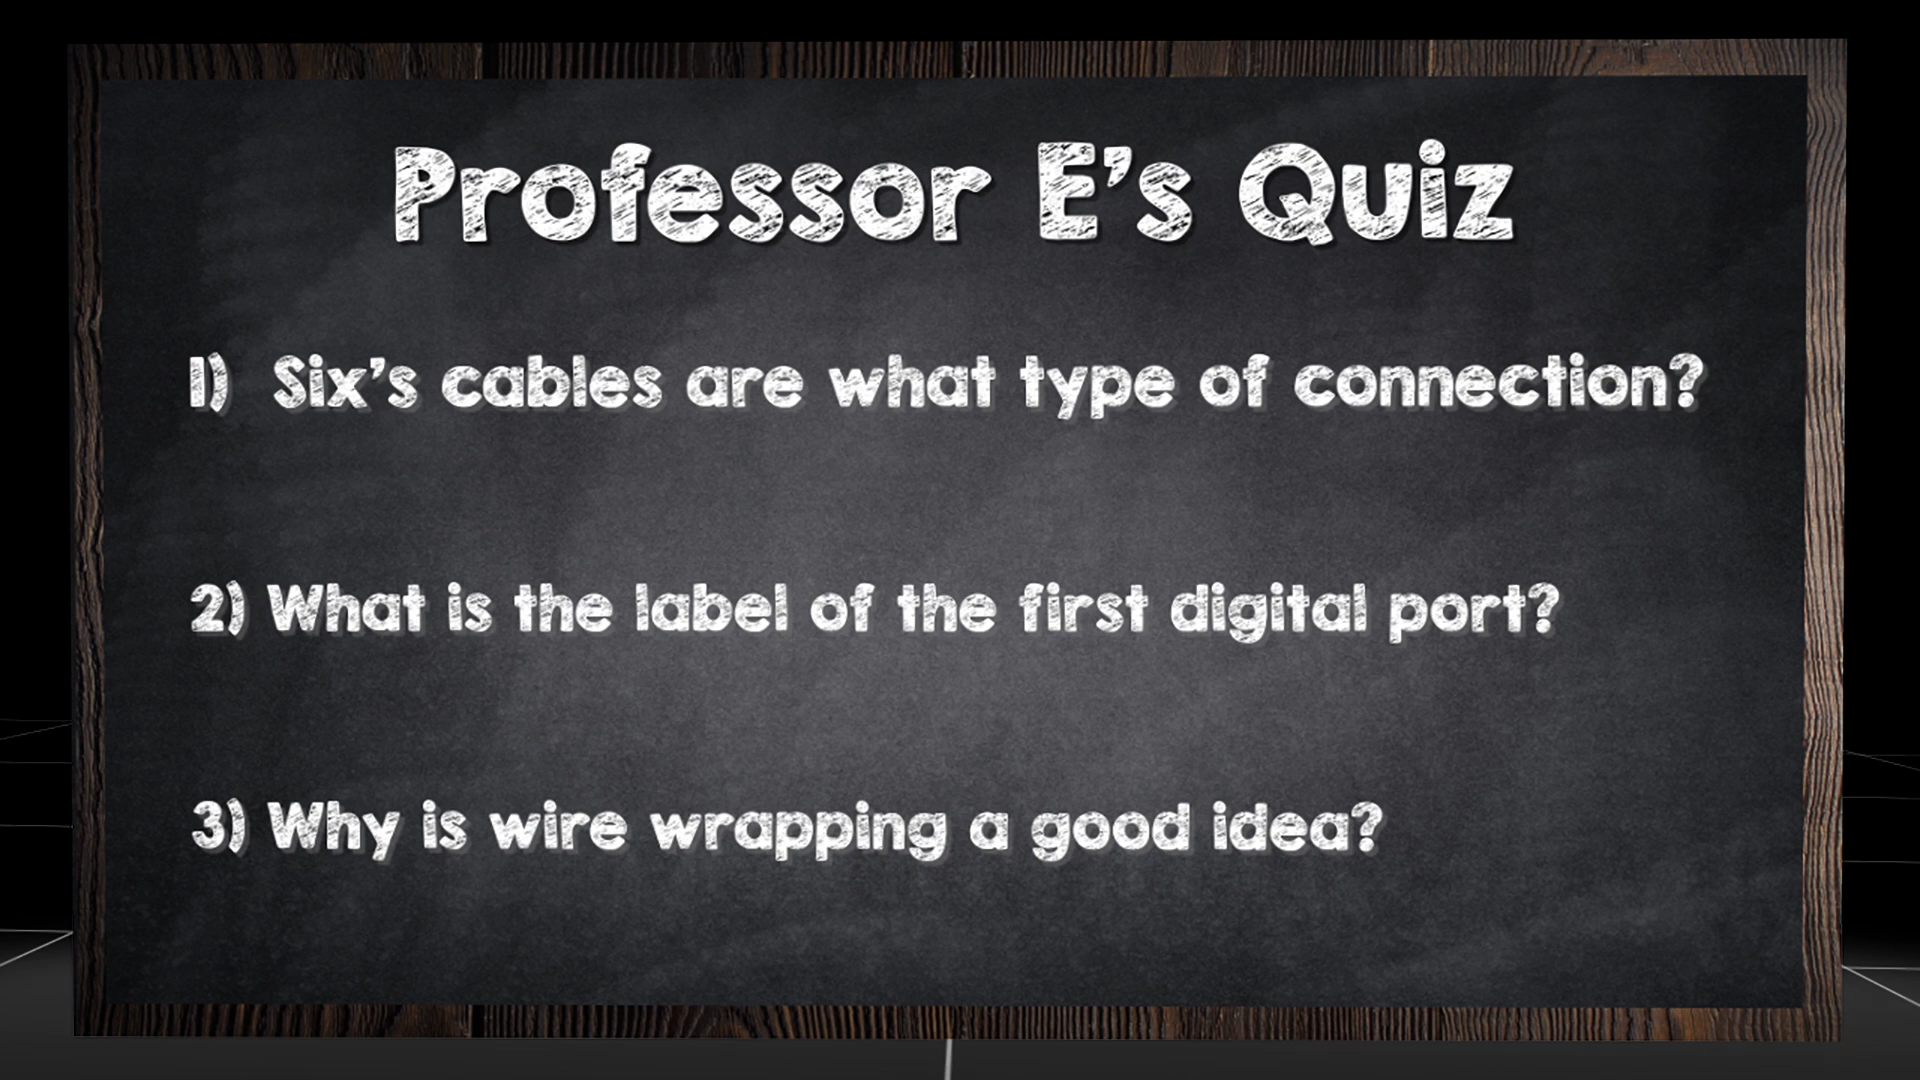 Professor E's Quiz
1) Six's cables are what type of connection?
2) What is the label of the first digital port?
3) Why is wire wrapping a good idea?